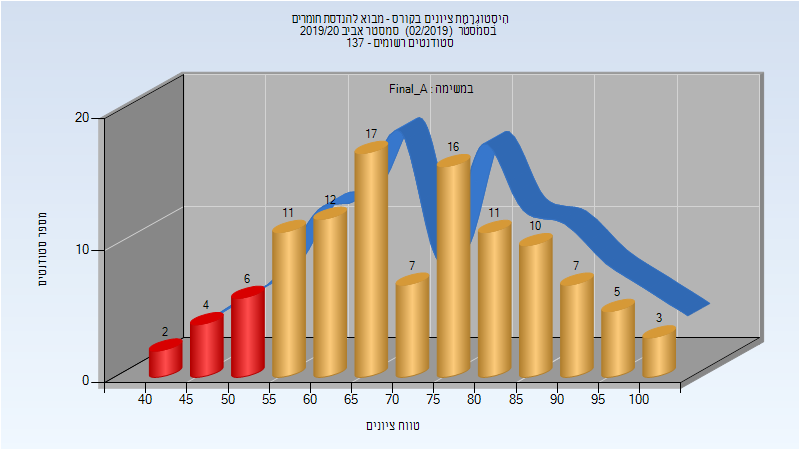 הִיסְטוֹגְרָמַת ציונים בקורס - מבוא להנדסת חומרים
בסמסטר  (02/2019)  סמסטר אביב 2019/20
סטודנטים רשומים - 137
במשימה : Final_A
מספר סטודנטים
20
10
0
2
4
6
11
12
17
7
16
11
10
7
5
3
40 45 50 55 60 65 70 75 80 85 90 95 100
טווח ציונים